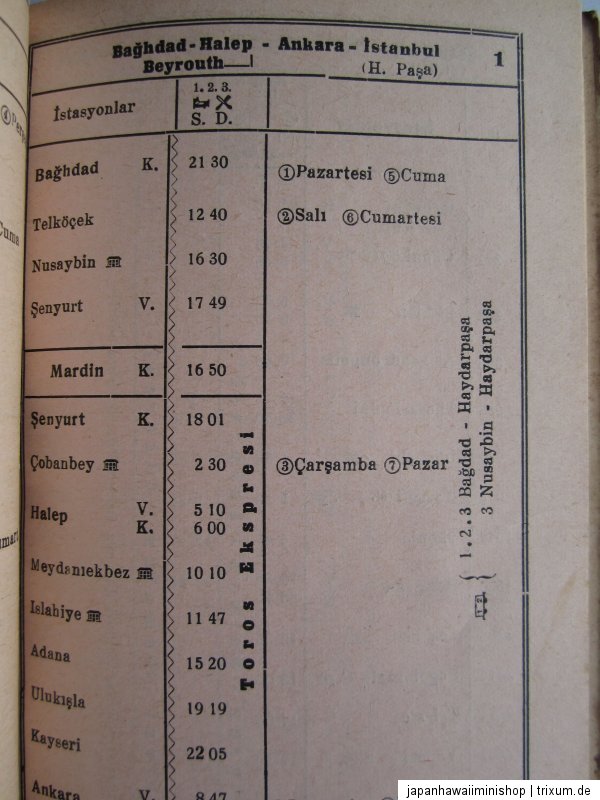 Bağhdad - Halep - Ankara - İstanbul 1
Beyrouth (H. Paşa)
İstasyonlar 1. 2. 3.
S. D.
Bağhdad K. 21 30 ①Pazartesi ⑤Cuma
Telköçek 12 40 ②Salı ⑥Cumartesi
Nusaybin 16 30
Şenyurt V. 17 49
Mardin K. 16 50
Şenyurt K. 18 01
Çobanbey 2 30 ③Çarşamba ⑦Pazar
Halep V. 5 10
K. 6 00
Meydanıekbez 10 10
Islahiye 11 47
Adana 15 20
Ulukışla 19 19
Kayseri 22 05
Ankara V. 8 47
Toros Ekspresi
1.2.3 Bağdad - Haydarpaşa
3 Nusaybin - Haydarpaşa
1 2
Cuma
japanhawaiiminishop | trixum.de